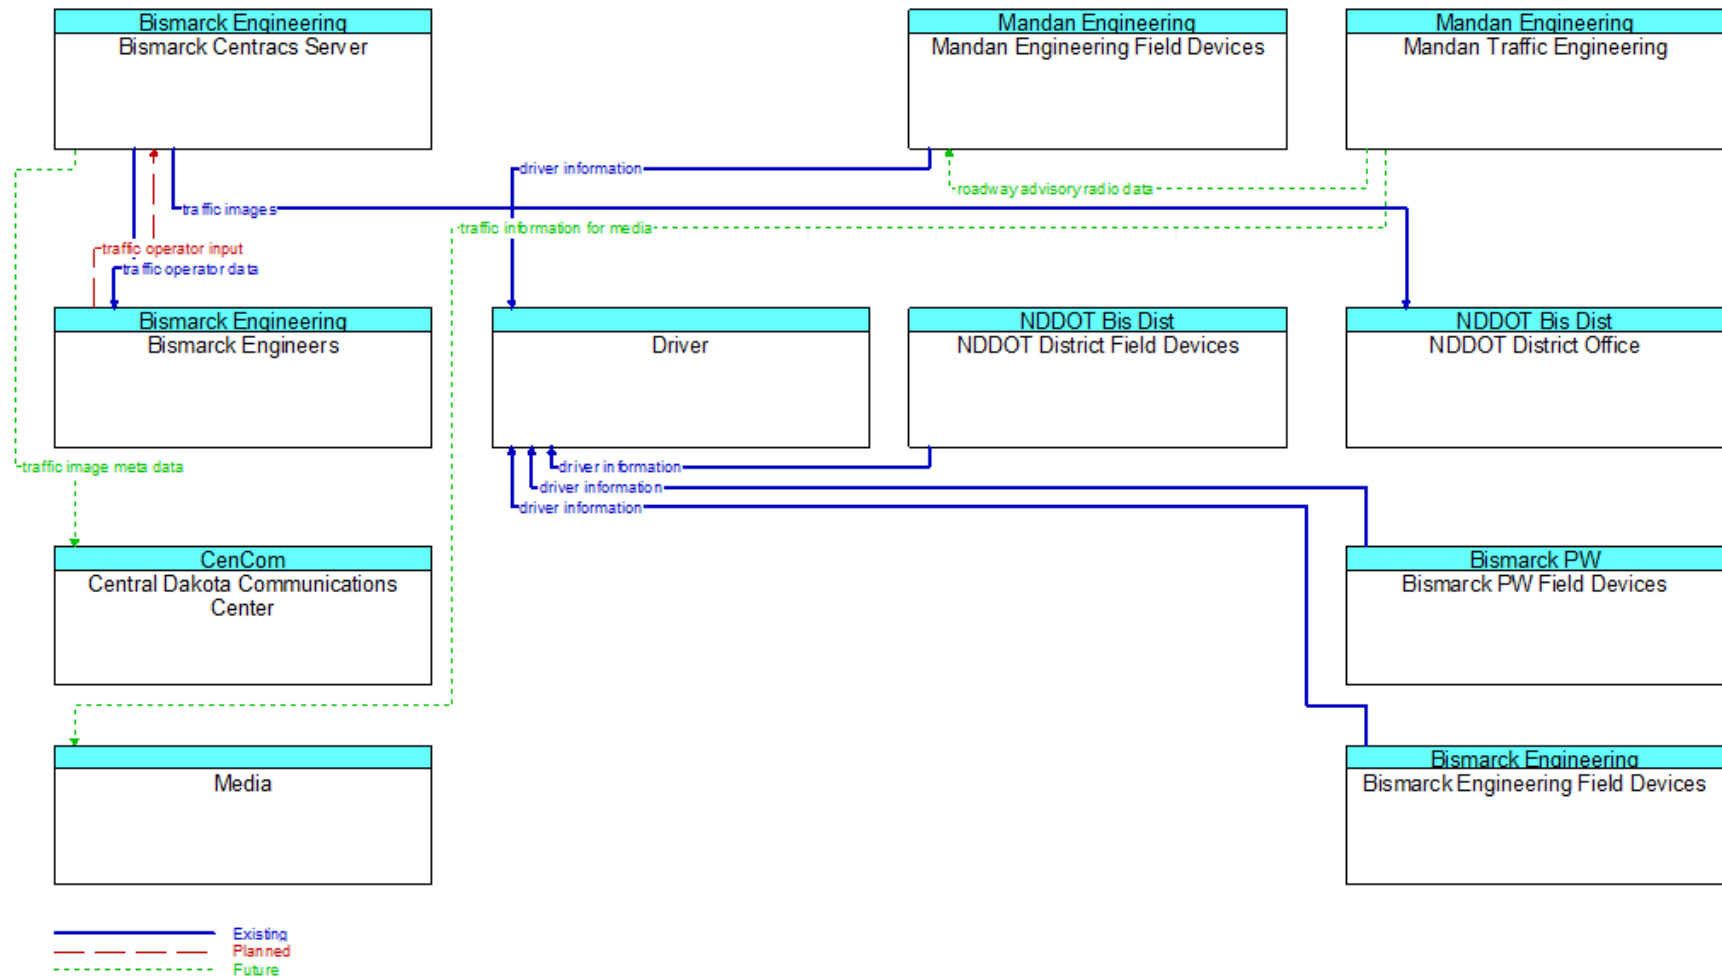 Bismarck Engineering
Bismarck Centracs Server
Mandan Engineering
Mandan Engineering Field Devices
Mandan Engineering
Mandan Traffic Engineering
driver information
roadway advisory radio data
traffic images
traffic information for media
traffic operator input
traffic operator data
Bismarck Engineering
Bismarck Engineers
Driver
NDDOT Bis Dist
NDDOT District Field Devices
NDDOT Bis Dist
NDDOT District Office
traffic image meta data
driver information
driver information
driver information
CenCom
Central Dakota Communications
Center
Bismarck PW
Bismarck PW Field Devices
Media
Bismarck Engineering
Bismarck Engineering Field Devices
Existing
Planned
Future